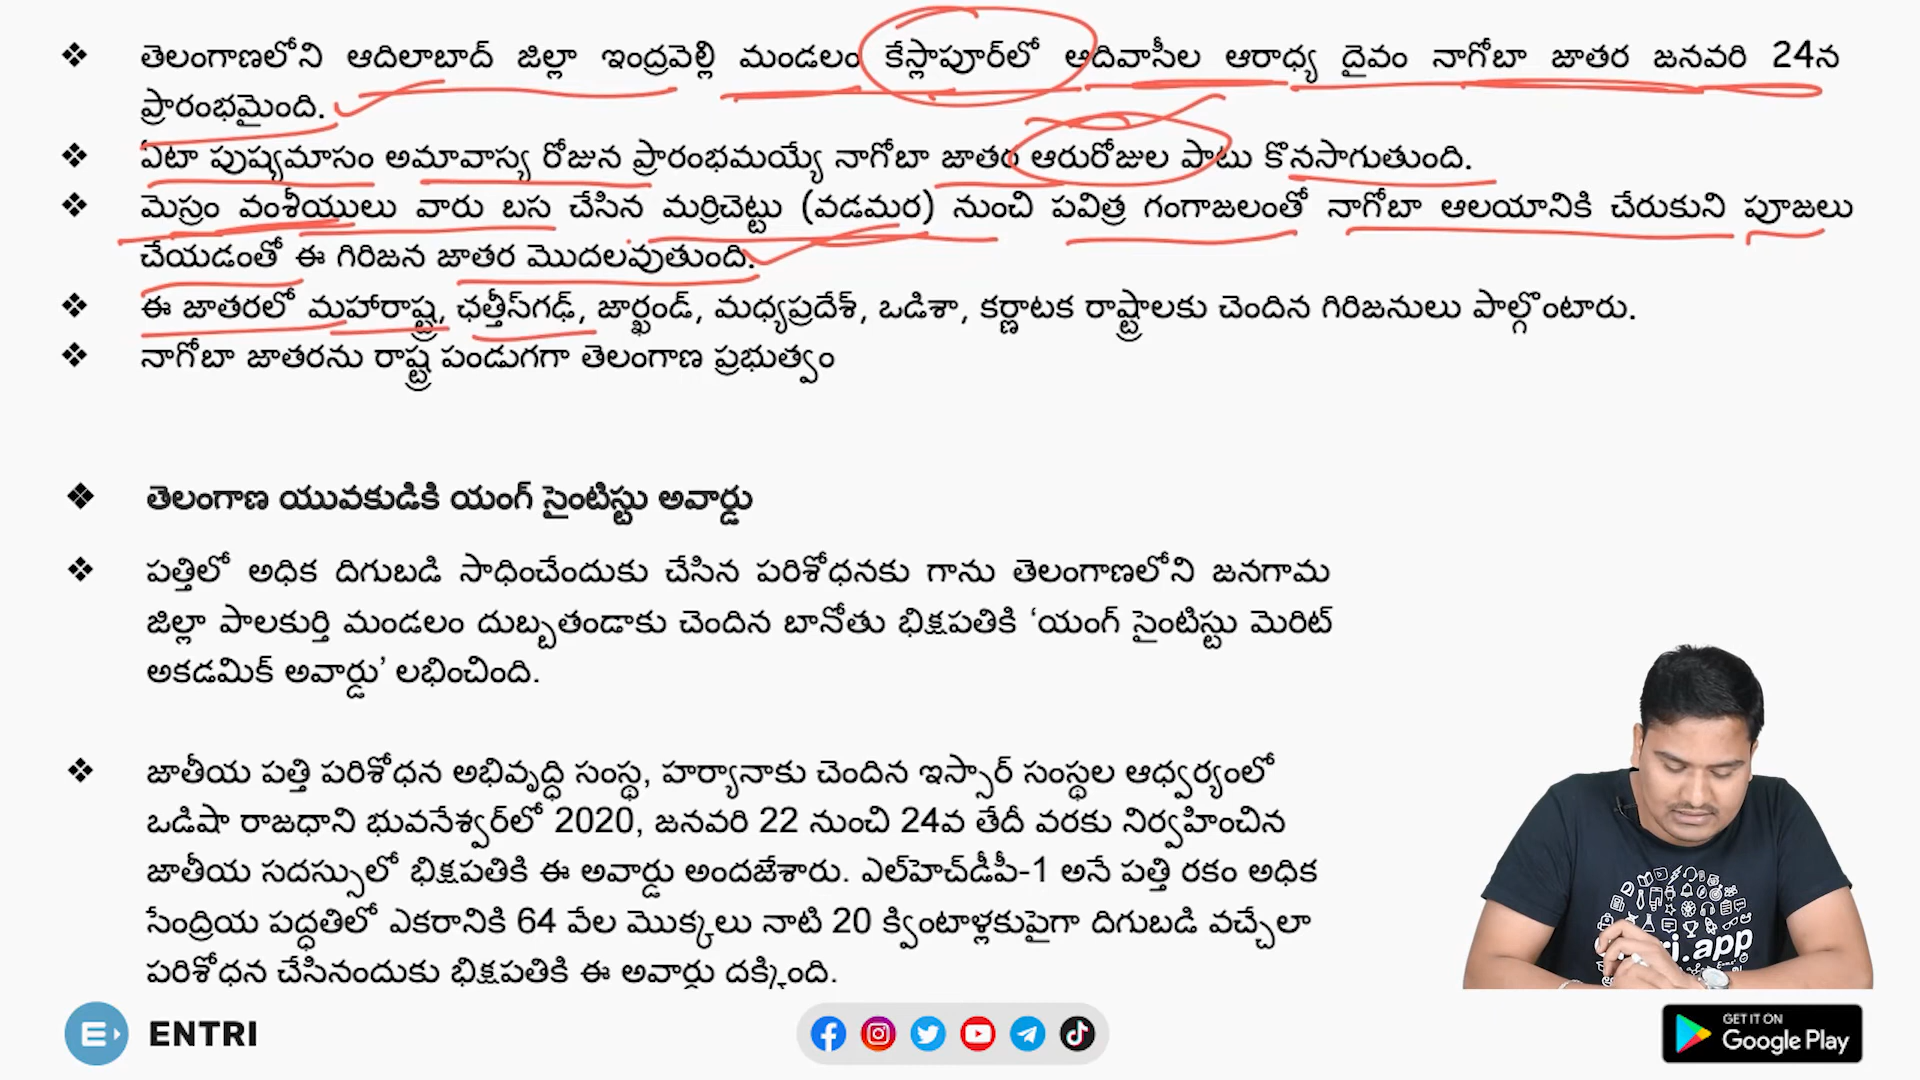 ❖ తెలంగాణలోని ఆదిలాబాద్ జిల్లా ఇంద్రవెల్లి మండలం కేస్లాపూర్‌లో ఆదివాసీల ఆరాధ్య దైవం నాగోబా జాతర జనవరి 24న
ప్రారంభమైంది.
❖ ఏటా పుష్యమాసం అమావాస్య రోజున ప్రారంభమయ్యే నాగోబా జాతర ఆరురోజుల పాటు కొనసాగుతుంది.
❖ మెస్రం వంశీయులు వారు బస చేసిన మర్రిచెట్టు (వడమర) నుంచి పవిత్ర గంగాజలంతో నాగోబా ఆలయానికి చేరుకుని పూజలు
చేయడంతో ఈ గిరిజన జాతర మొదలవుతుంది.
❖ ఈ జాతరలో మహారాష్ట్ర, ఛత్తీస్‌గఢ్, జార్ఖండ్, మధ్యప్రదేశ్, ఒడిశా, కర్ణాటక రాష్ట్రాలకు చెందిన గిరిజనులు పాల్గొంటారు.
❖ నాగోబా జాతరను రాష్ట్ర పండుగగా తెలంగాణ ప్రభుత్వం
❖ తెలంగాణ యువకుడికి యంగ్ సైంటిస్టు అవార్డు
❖ పత్తిలో అధిక దిగుబడి సాధించేందుకు చేసిన పరిశోధనకు గాను తెలంగాణలోని జనగామ
జిల్లా పాలకుర్తి మండలం దుబ్బతండాకు చెందిన బానోతు భిక్షపతికి ‘యంగ్ సైంటిస్టు మెరిట్
అకడమిక్ అవార్డు’ లభించింది.
❖ జాతీయ పత్తి పరిశోధన అభివృద్ధి సంస్థ, హర్యానాకు చెందిన ఇస్సార్ సంస్థల ఆధ్వర్యంలో
ఒడిషా రాజధాని భువనేశ్వర్‌లో 2020, జనవరి 22 నుంచి 24వ తేదీ వరకు నిర్వహించిన
జాతీయ సదస్సులో భిక్షపతికి ఈ అవార్డు అందజేశారు. ఎల్‌హెచ్‌డీపీ-1 అనే పత్తి రకం అధిక
సేంద్రియ పద్ధతిలో ఎకరానికి 64 వేల మొక్కలు నాటి 20 క్వింటాళ్లకుపైగా దిగుబడి వచ్చేలా
పరిశోధన చేసినందుకు భిక్షపతికి ఈ అవార్డు దక్కింది.
.app
ENTRI
GET IT ON
Google Play